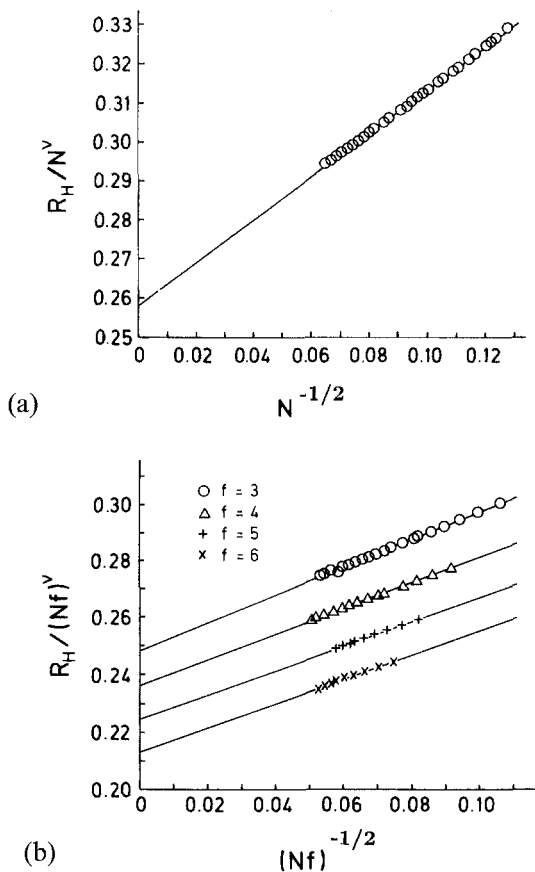 0.33
0.32
0.31
0.30
0.29
0.28
0.27
0.26
0.25
R_H/N^ν
0 0.02 0.04 0.06 0.08 0.10 0.12
(a)
N^-1/2
○ f = 3
△ f = 4
+ f = 5
× f = 6
0.30
0.28
0.26
0.24
0.22
0.20
R_H/(Nf)^ν
0 0.02 0.04 0.06 0.08 0.10
(b)
(Nf)^-1/2